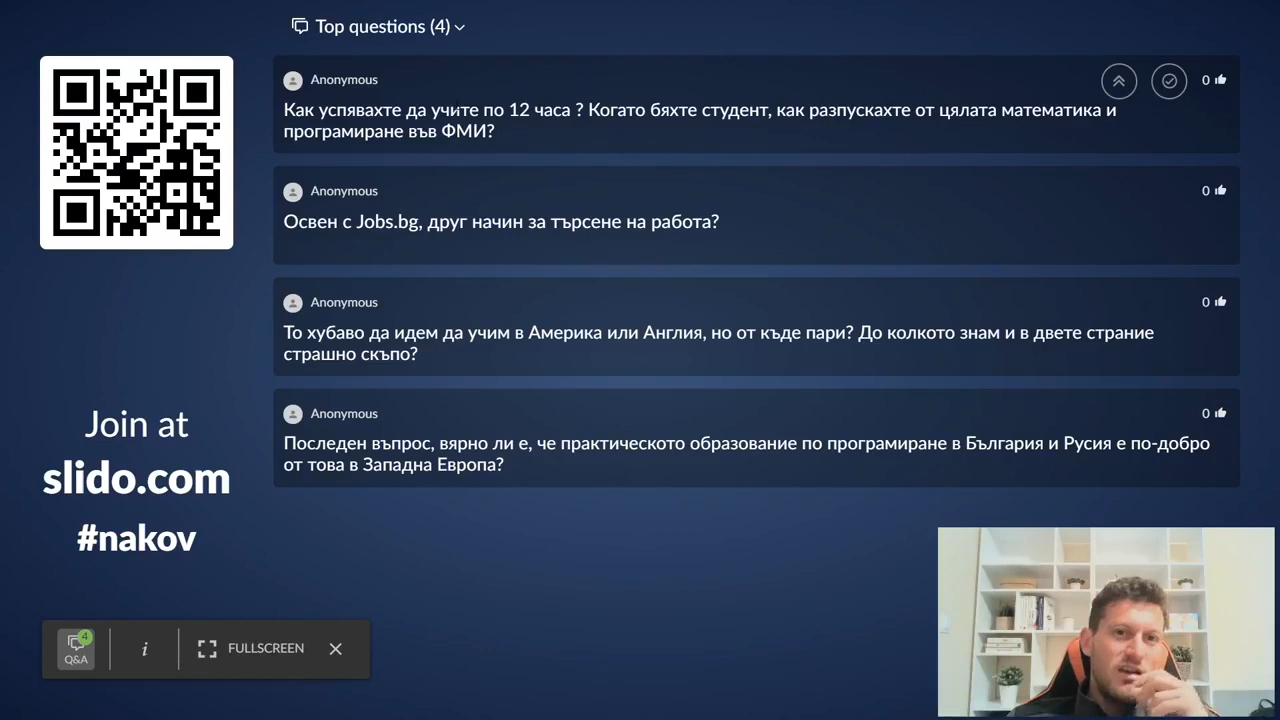 Top questions (4)
Anonymous
0
Как успявахте да учите по 12 часа ? Когато бяхте студент, как разпускахте от цялата математика и
програмиране във ФМИ?
Anonymous
0
Освен с Jobs.bg, друг начин за търсене на работа?
Anonymous
0
То хубаво да идем да учим в Америка или Англия, но от къде пари? До колкото знам и в двете страние
страшно скъпо?
Anonymous
0
Последен въпрос, вярно ли е, че практическото образование по програмиране в България и Русия е по-добро
от това в Западна Европа?
Join at
slido.com
#nakov
4
Q&A
i
FULLSCREEN